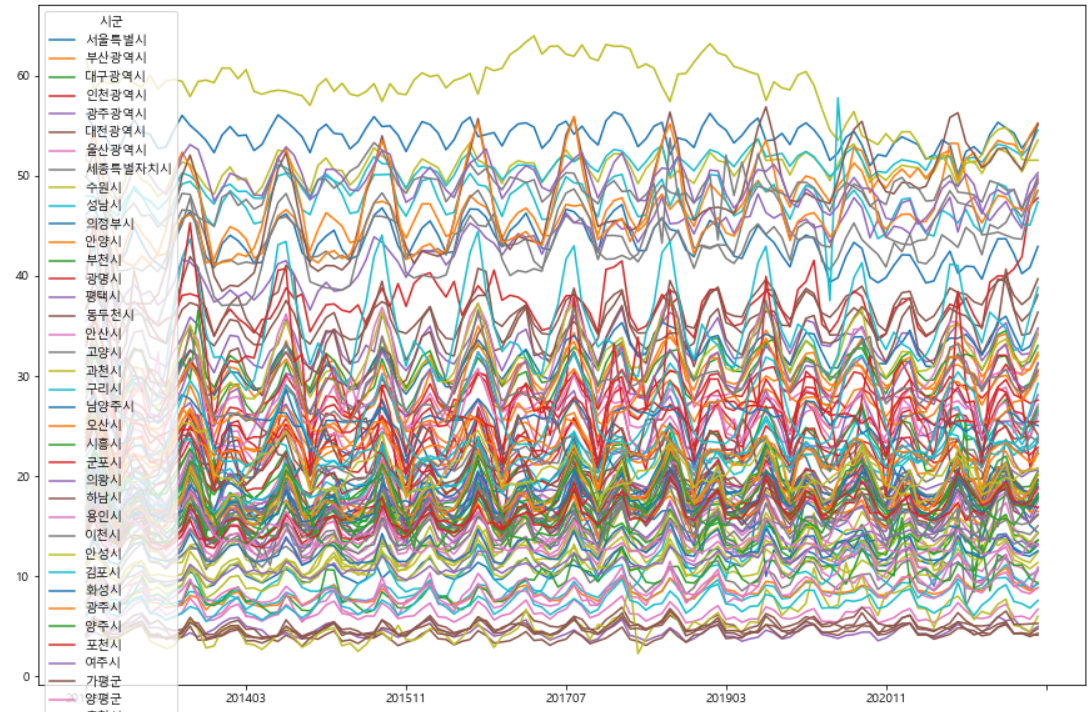 시군
서울특별시
부산광역시
대구광역시
인천광역시
광주광역시
대전광역시
울산광역시
세종특별자치시
수원시
성남시
의정부시
안양시
부천시
광명시
평택시
동두천시
안산시
고양시
과천시
구리시
남양주시
오산시
시흥시
군포시
의왕시
하남시
용인시
이천시
안성시
김포시
화성시
광주시
양주시
포천시
여주시
가평군
양평군
60
50
40
30
20
10
0
201403
201511
201707
201903
202011